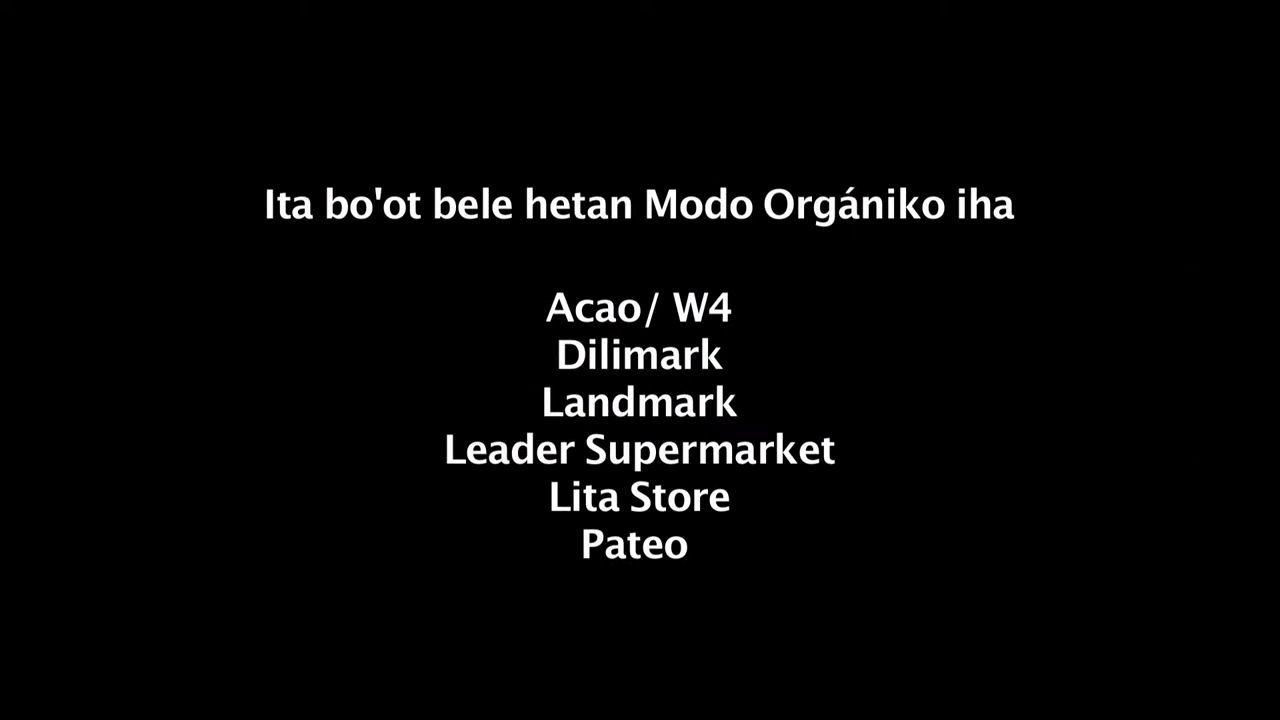 Ita bo'ot bele hetan Modo Orgániko iha
Acao/ W4
Dilimark
Landmark
Leader Supermarket
Lita Store
Pateo